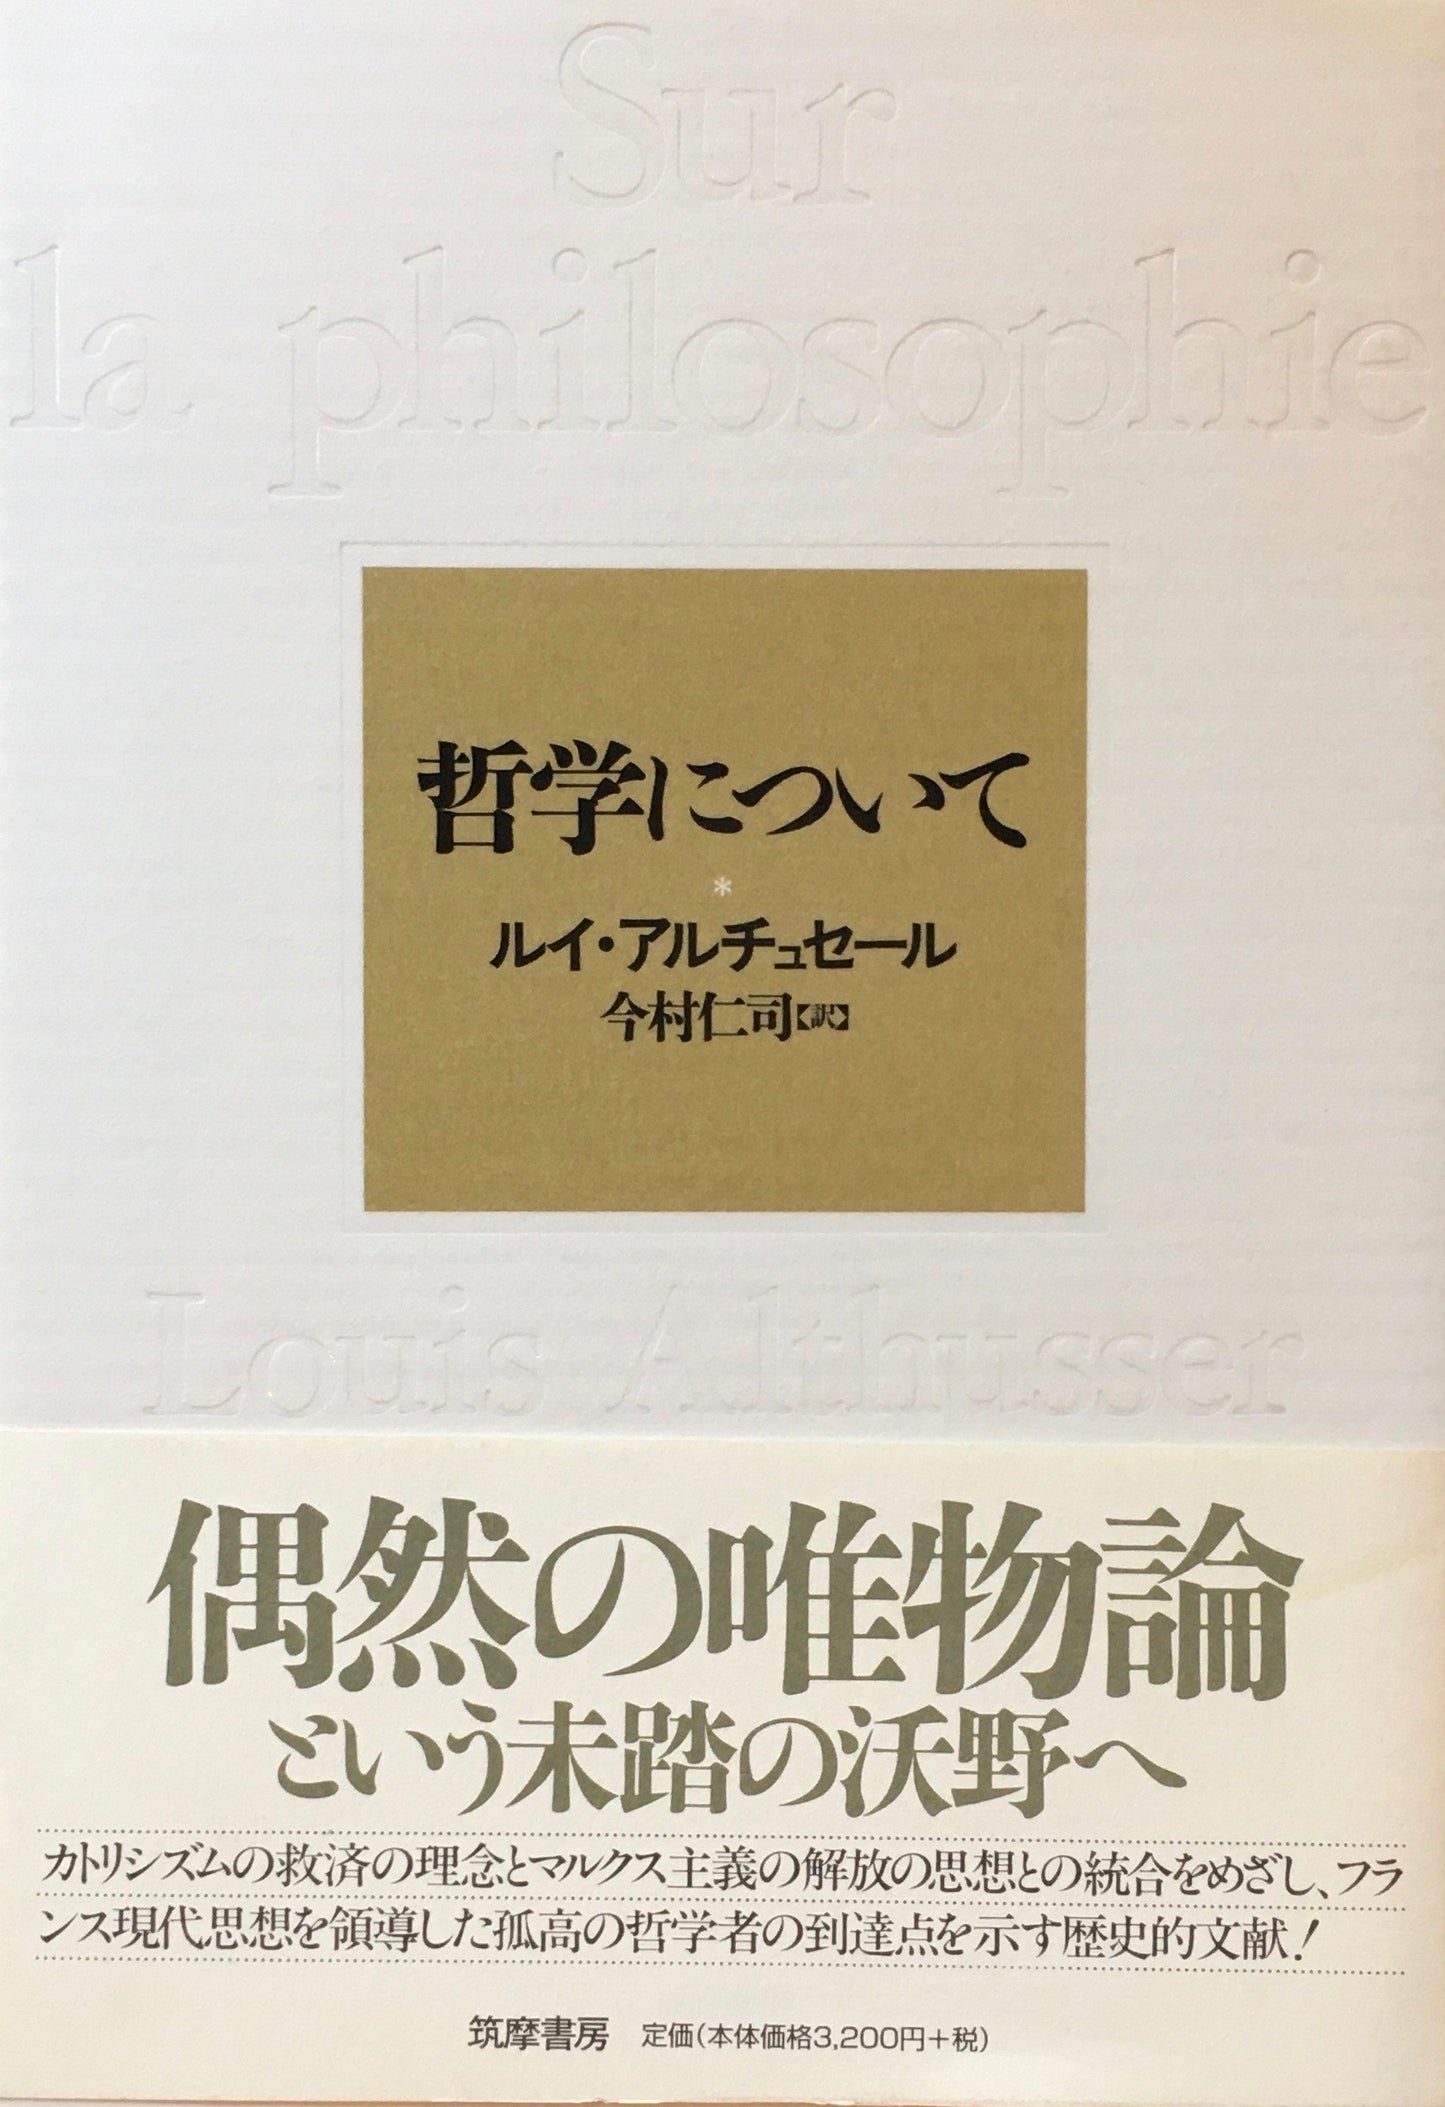 Sur
la philosophie
哲学について
*
ルイ・アルチュセール
今村仁司【訳】
Louis Althusser
偶然の唯物論
という未踏の沃野へ
カトリシズムの救済の理念とマルクス主義の解放の思想との統合をめざし、フラ
ンス現代思想を領導した孤高の哲学者の到達点を示す歴史的文献!
筑摩書房 定価(本体価格3,200円+税)